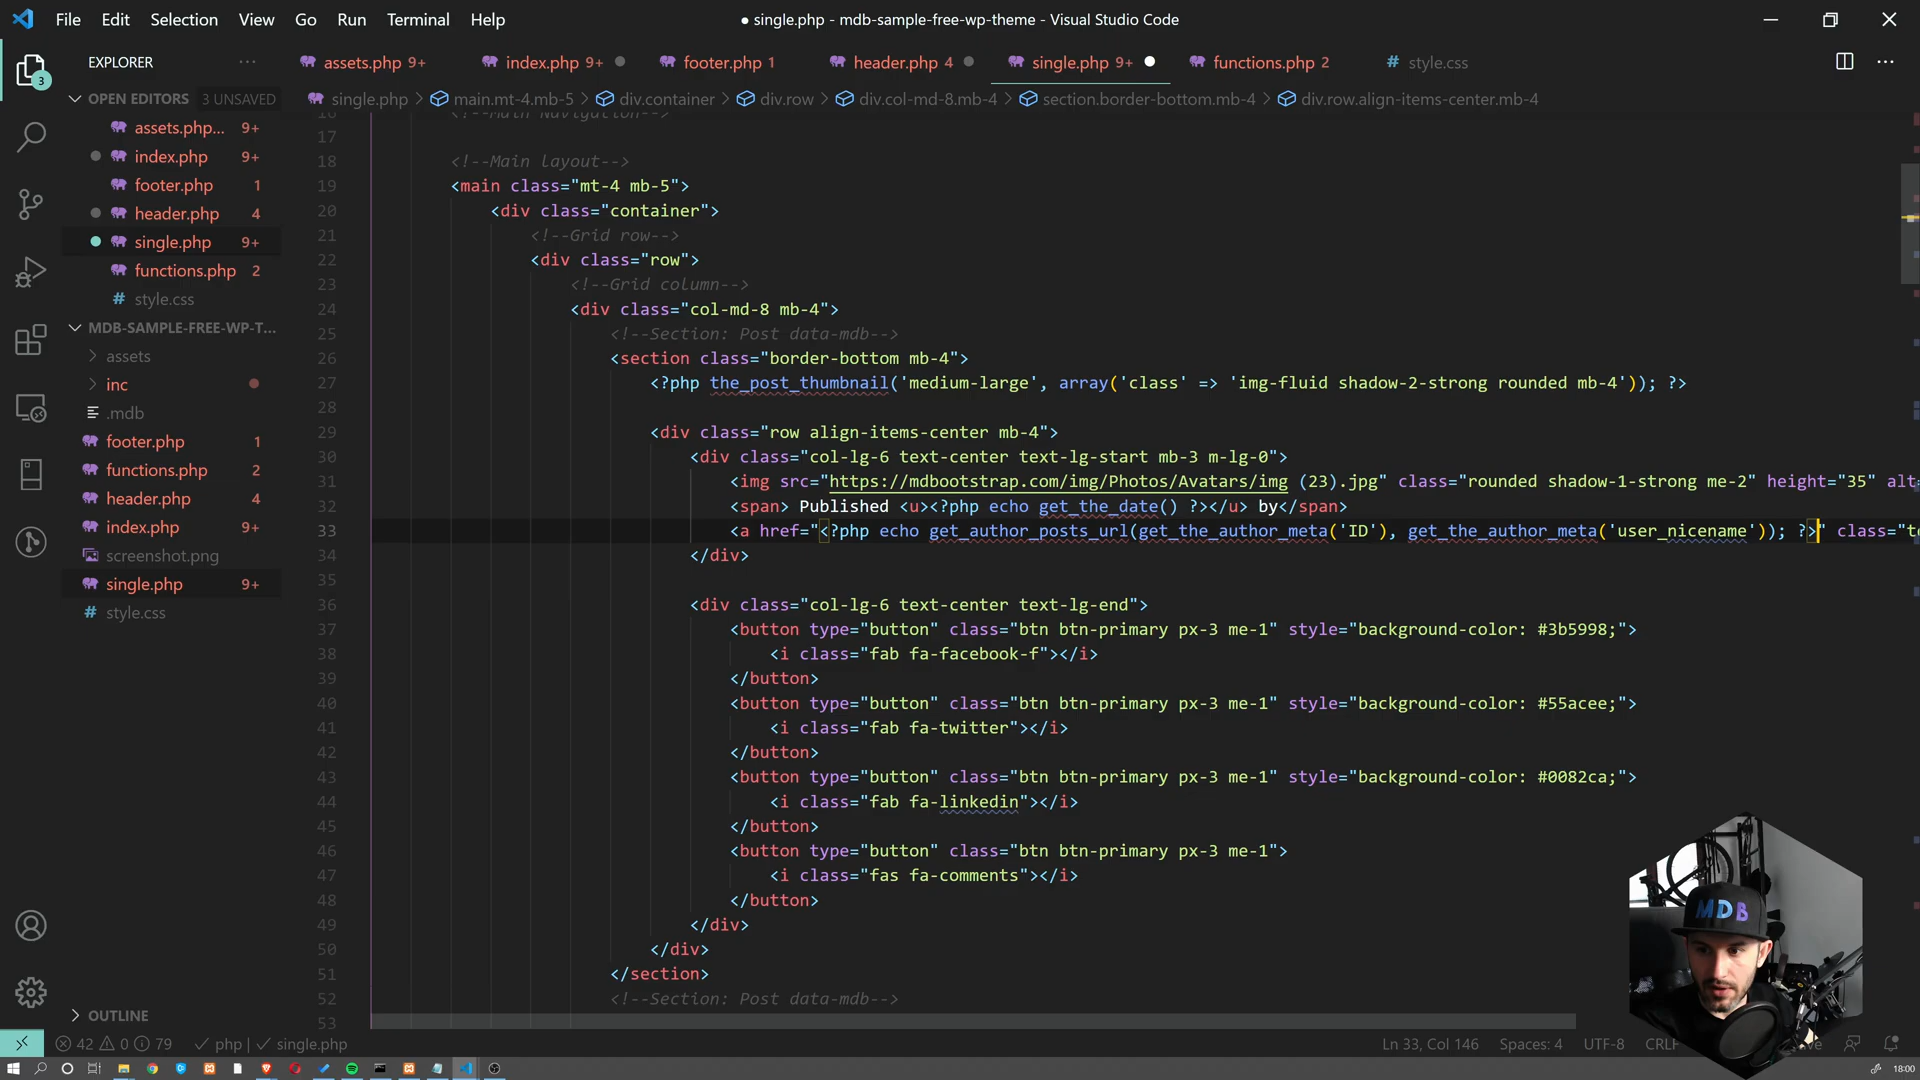 File Edit Selection View Go Run Terminal Help
● single.php - mdb-sample-free-wp-theme - Visual Studio Code
EXPLORER ...
assets.php 9+ index.php 9+ footer.php 1 header.php 4 single.php 9+ functions.php 2 # style.css
OPEN EDITORS 3 UNSAVED
single.php > main.mt-4.mb-5 > div.container > div.row > div.col-md-8.mb-4 > section.border-bottom.mb-4 > div.row.align-items-center.mb-4
assets.php... 9+
index.php 9+
footer.php 1
header.php 4
single.php 9+
functions.php 2
# style.css
MDB-SAMPLE-FREE-WP-T...
assets
inc
.mdb
footer.php 1
functions.php 2
header.php 4
index.php 9+
screenshot.png
single.php 9+
# style.css
OUTLINE
16 <!--Main Navigation-->
17
18 <!--Main layout-->
19 <main class="mt-4 mb-5">
20 <div class="container">
21 <!--Grid row-->
22 <div class="row">
23 <!--Grid column-->
24 <div class="col-md-8 mb-4">
25 <!--Section: Post data-mdb-->
26 <section class="border-bottom mb-4">
27 <?php the_post_thumbnail('medium-large', array('class' => 'img-fluid shadow-2-strong rounded mb-4')); ?>
28
29 <div class="row align-items-center mb-4">
30 <div class="col-lg-6 text-center text-lg-start mb-3 m-lg-0">
31 <img src="https://mdbootstrap.com/img/Photos/Avatars/img (23).jpg" class="rounded shadow-1-strong me-2" height="35" alt=
32 <span> Published <u><?php echo get_the_date() ?></u> by</span>
33 <a href="<?php echo get_author_posts_url(get_the_author_meta('ID'), get_the_author_meta('user_nicename')); ?>" class="te
34 </div>
35
36 <div class="col-lg-6 text-center text-lg-end">
37 <button type="button" class="btn btn-primary px-3 me-1" style="background-color: #3b5998;">
38 <i class="fab fa-facebook-f"></i>
39 </button>
40 <button type="button" class="btn btn-primary px-3 me-1" style="background-color: #55acee;">
41 <i class="fab fa-twitter"></i>
42 </button>
43 <button type="button" class="btn btn-primary px-3 me-1" style="background-color: #0082ca;">
44 <i class="fab fa-linkedin"></i>
45 </button>
46 <button type="button" class="btn btn-primary px-3 me-1">
47 <i class="fas fa-comments"></i>
48 </button>
49 </div>
50 </div>
51 </section>
52 <!--Section: Post data-mdb-->
53
MDB
3
42 0 79 php | single.php
Ln 33, Col 146 Spaces: 4 UTF-8 CRLF
18:00